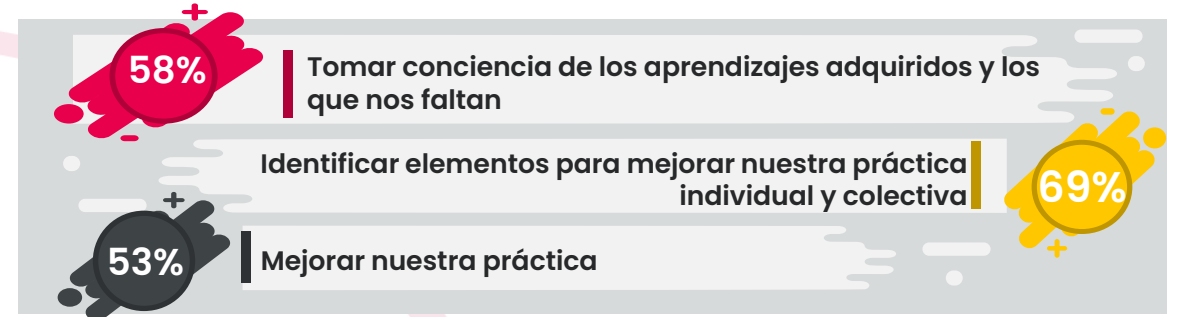 58%
Tomar conciencia de los aprendizajes adquiridos y los
que nos faltan
Identificar elementos para mejorar nuestra práctica
individual y colectiva
69%
53%
Mejorar nuestra práctica